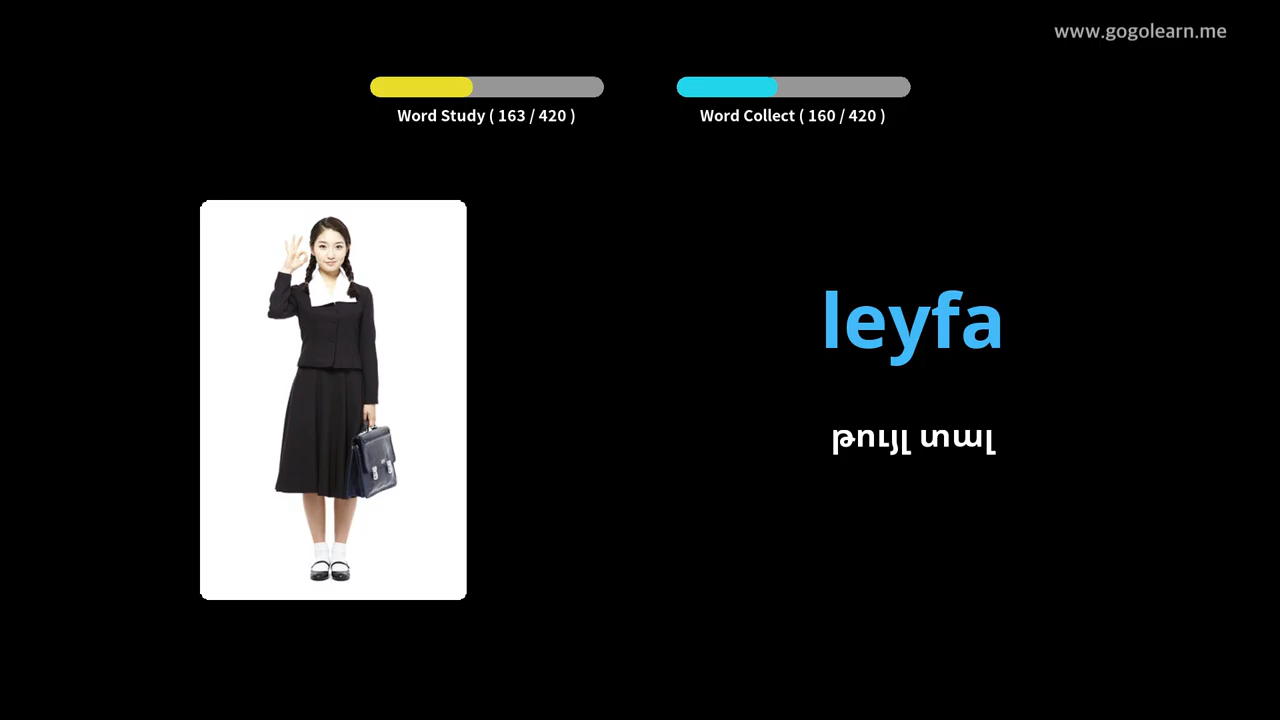 www.gogolearn.me
Word Study ( 163 / 420 )
Word Collect ( 160 / 420 )
leyfa
թույլ տալ